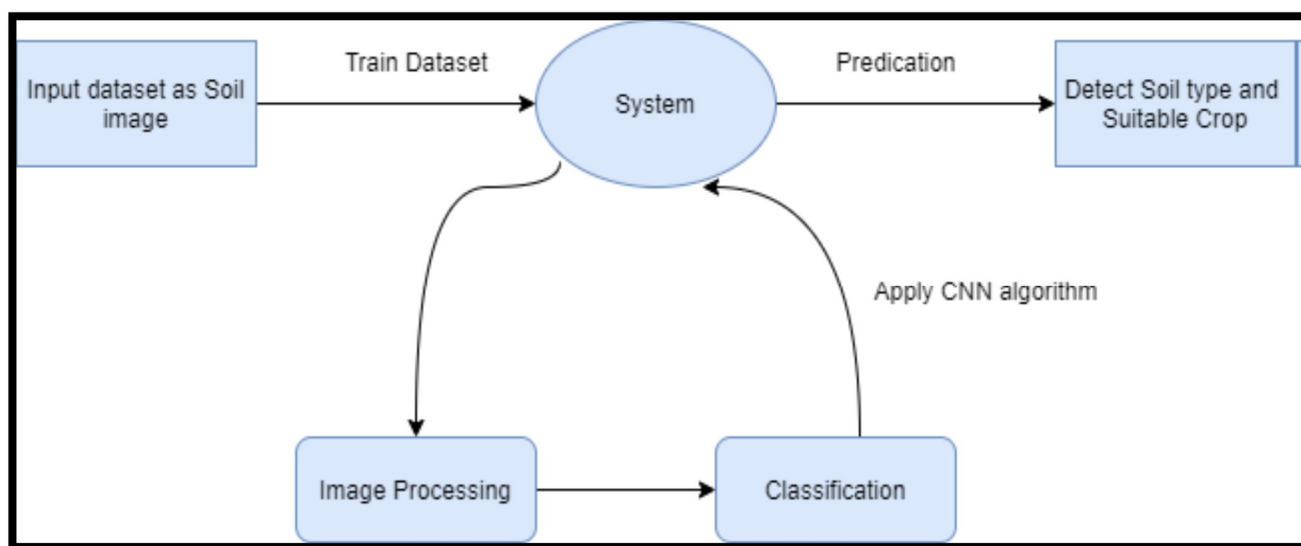 Train Dataset
Predication
Input dataset as Soil
image
System
Detect Soil type and
Suitable Crop
Apply CNN algorithm
Image Processing
Classification